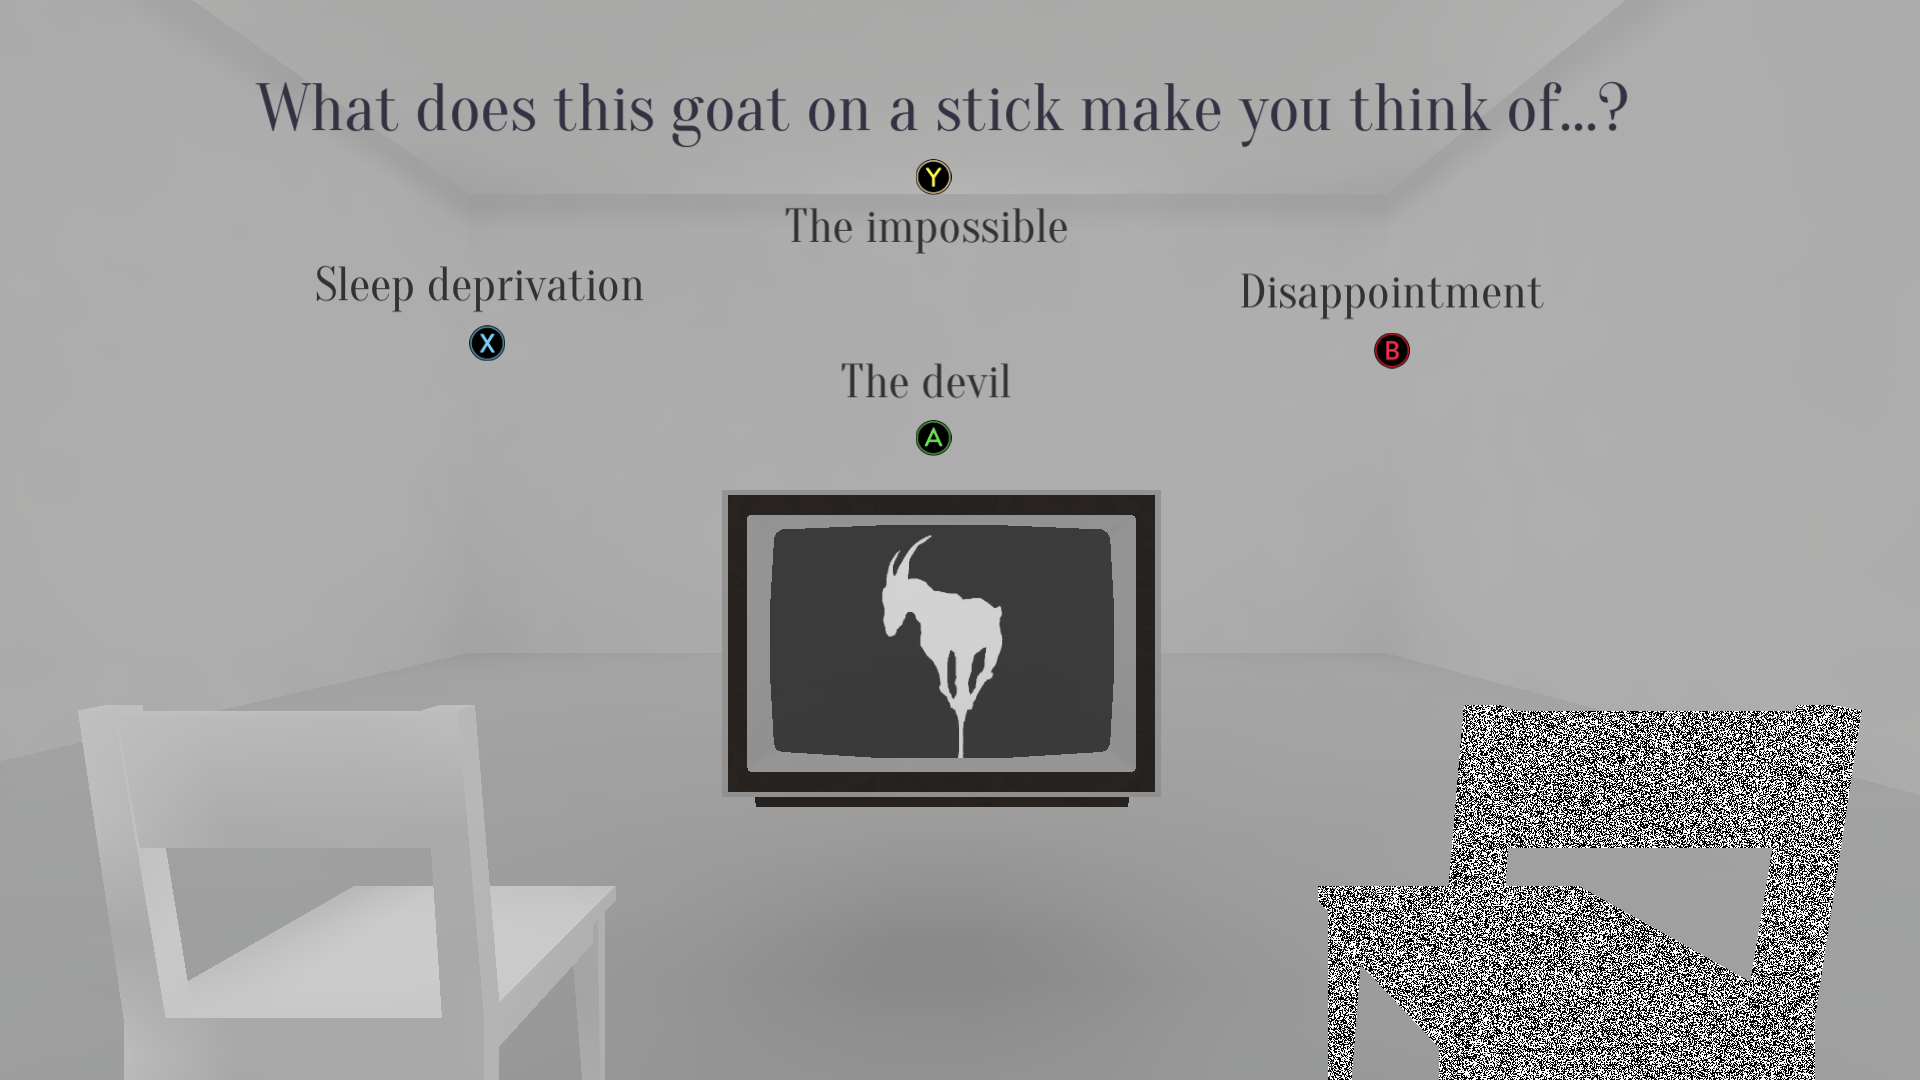 What does this goat on a stick make you think of...?
Y
The impossible
Sleep deprivation
Disappointment
X
B
The devil
A